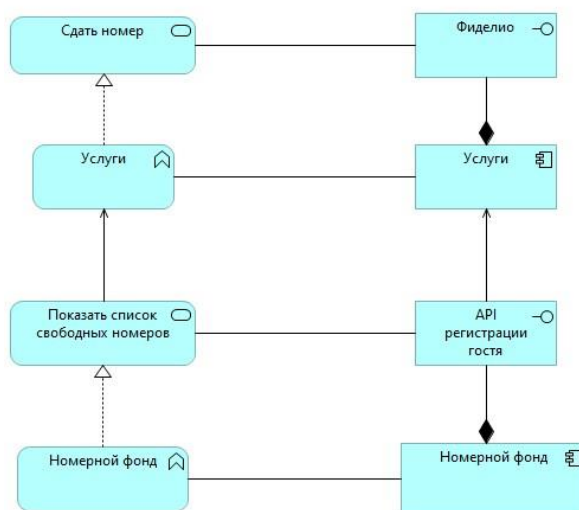 Сдать номер
Фиделио
Услуги
Услуги
Показать список
свободных номеров
API
регистрации
гостя
Номерной фонд
Номерной фонд